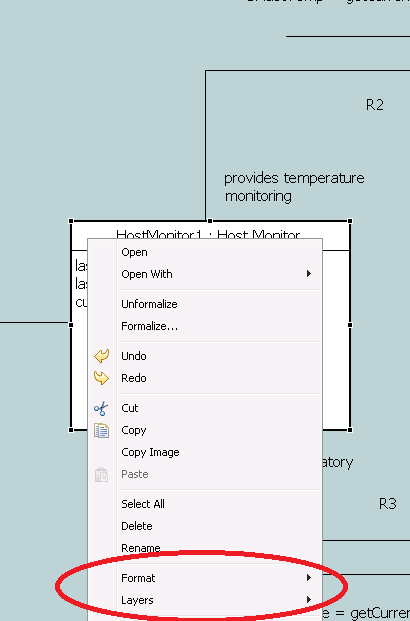 R2
provides temperature
monitoring
HostMonitor1 : Host Monitor
las
las
cu
Open
Open With
Unformalize
Formalize...
Undo
Redo
Cut
Copy
Copy Image
Paste
atory
Select All
R3
Delete
Rename
Format
Layers
e = getCurren